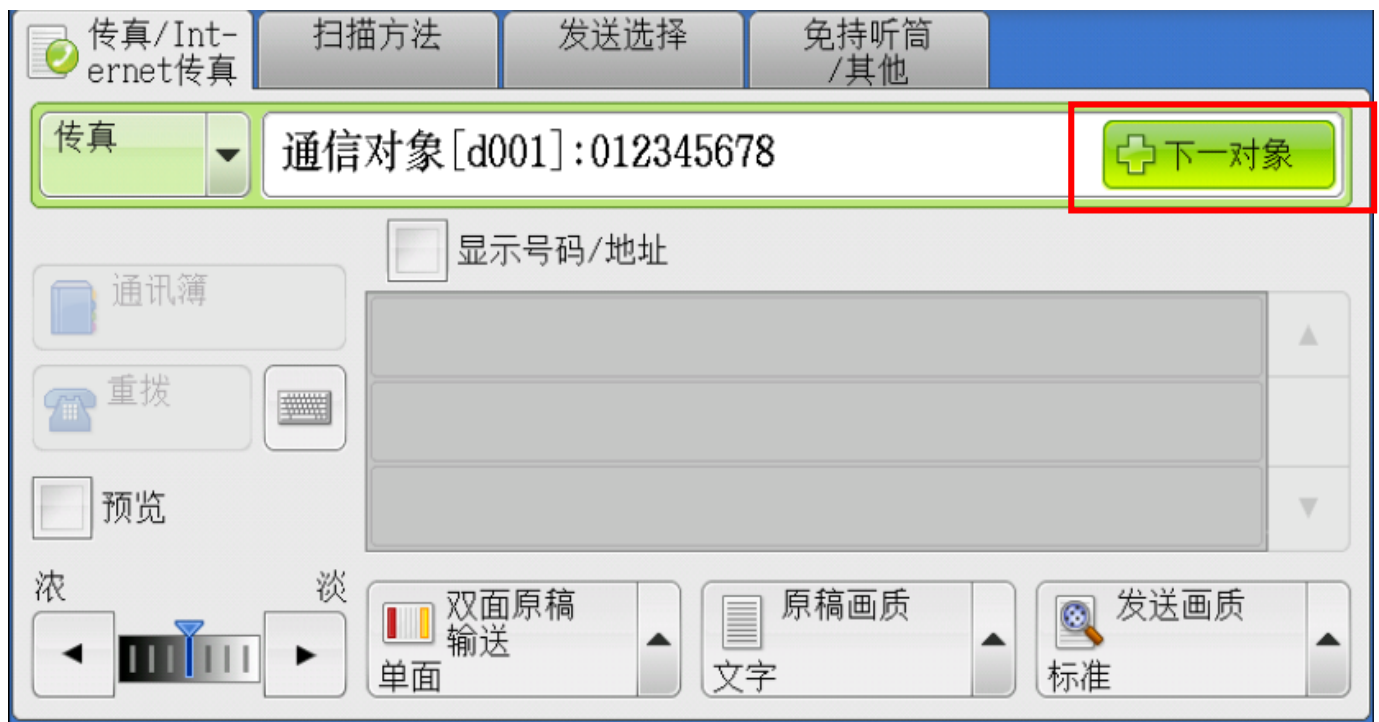 传真/Int-
ernet传真
扫描方法
发送选择
免持听筒
/其他
传真
通信对象[d001]:012345678
下一对象
显示号码/地址
通讯簿
重拨
预览
浓
淡
双面原稿
输送
单面
原稿画质
文字
发送画质
标准